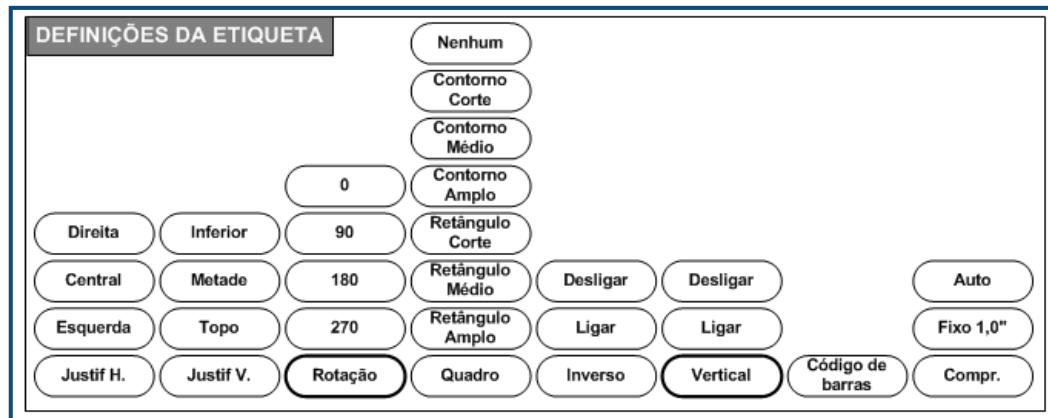 DEFINIÇÕES DA ETIQUETA
Nenhum
Contorno
Corte
Contorno
Médio
0
Contorno
Amplo
Direita
Inferior
90
Retângulo
Corte
Central
Metade
180
Retângulo
Médio
Desligar
Desligar
Auto
Esquerda
Topo
270
Retângulo
Amplo
Ligar
Ligar
Fixo 1,0"
Justif H.
Justif V.
Rotação
Quadro
Inverso
Vertical
Código de
barras
Compr.